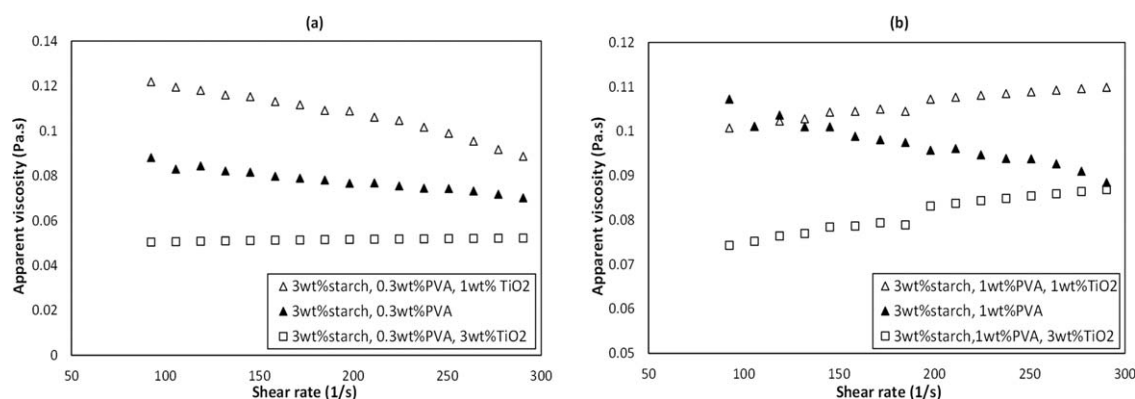 (a)
Apparent viscosity (Pa.s)
0.14
0.12
0.1
0.08
0.06
0.04
0.02
0
3wt%starch, 0.3wt%PVA, 1wt% TiO2
3wt%starch, 0.3wt%PVA
3wt%starch, 0.3wt%PVA, 3wt%TiO2
50 100 150 200 250 300
Shear rate (1/s)
(b)
Apparent viscosity (Pa.s)
0.12
0.11
0.1
0.09
0.08
0.07
0.06
0.05
3wt%starch, 1wt%PVA, 1wt%TiO2
3wt%starch, 1wt%PVA
3wt%starch,1wt%PVA, 3wt%TiO2
50 100 150 200 250 300
Shear rate (1/s)